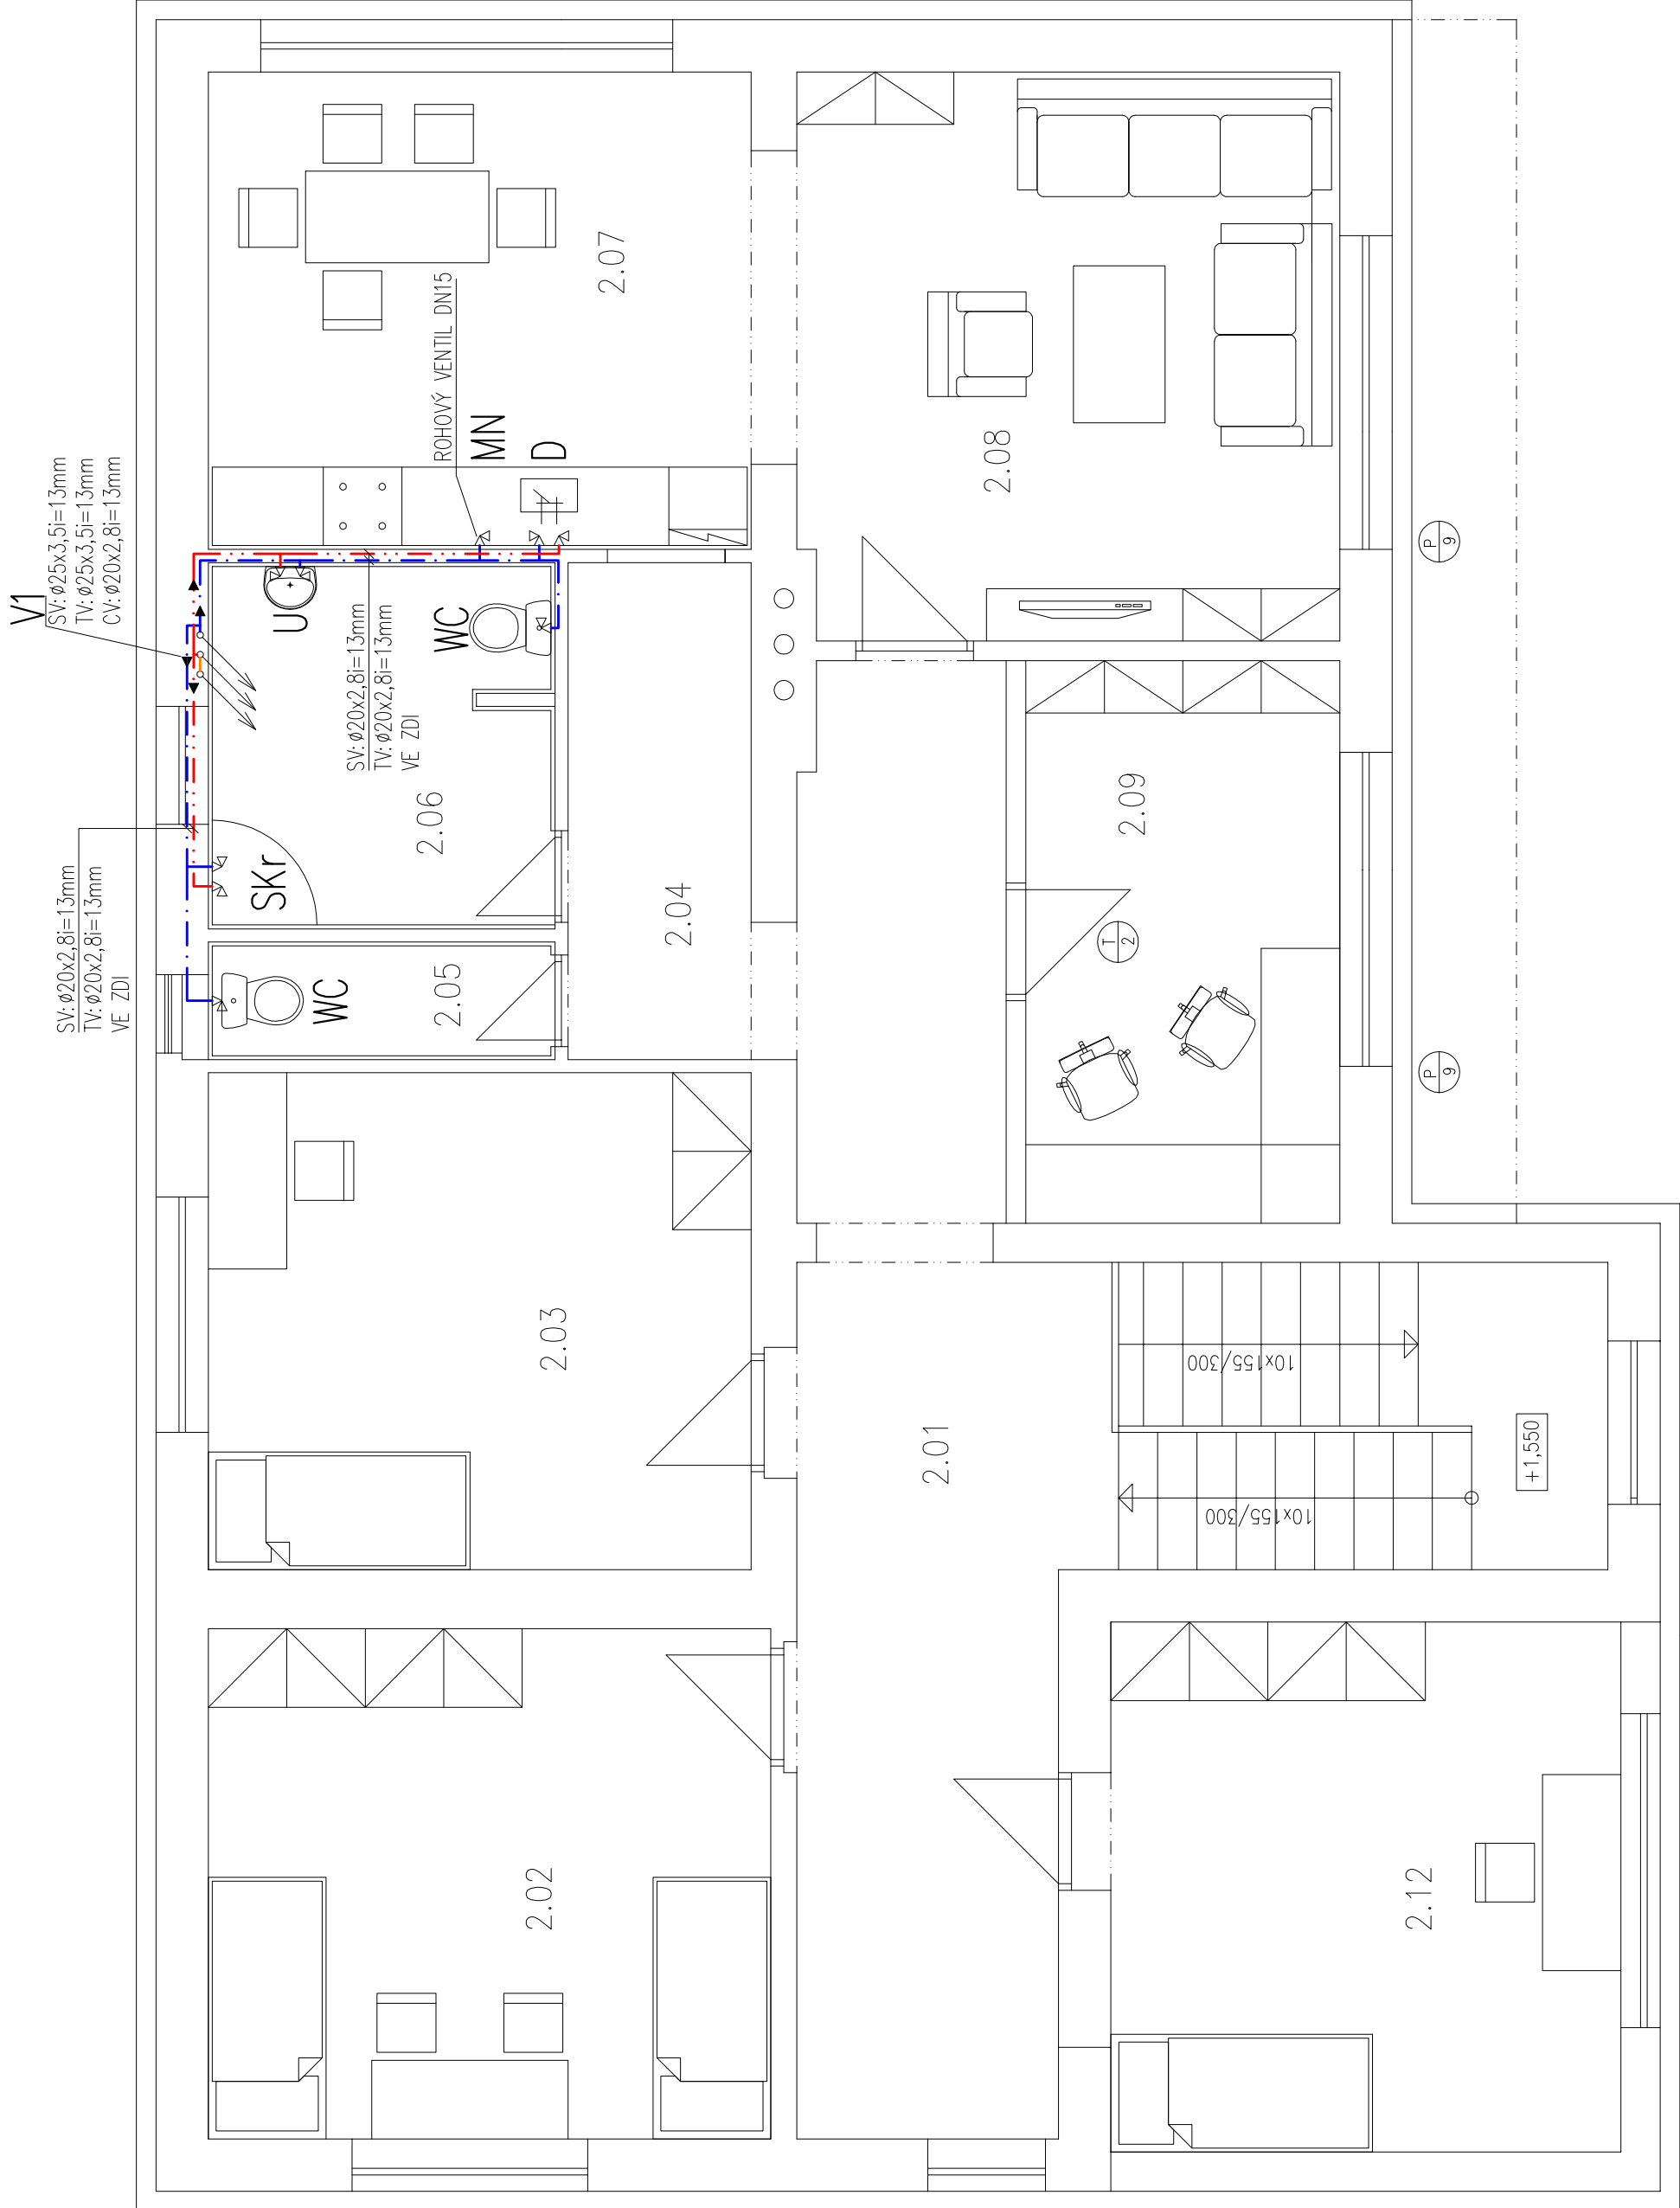 V1
SV: ø25x3,5i=13mm
TV: ø25x3,5i=13mm
CV: ø20x2,8i=13mm
SV: ø20x2,8i=13mm
TV: ø20x2,8i=13mm
VE ZDI
SV: ø20x2,8i=13mm
TV: ø20x2,8i=13mm
VE ZDI
ROHOVÝ VENTIL DN15
MN
D
U
WC
SKr
WC
2.07
2.08
2.06
2.05
2.04
2.09
2.03
2.01
2.02
2.12
P
9
P
9
T
2
10x155/300
10x155/300
+1,550